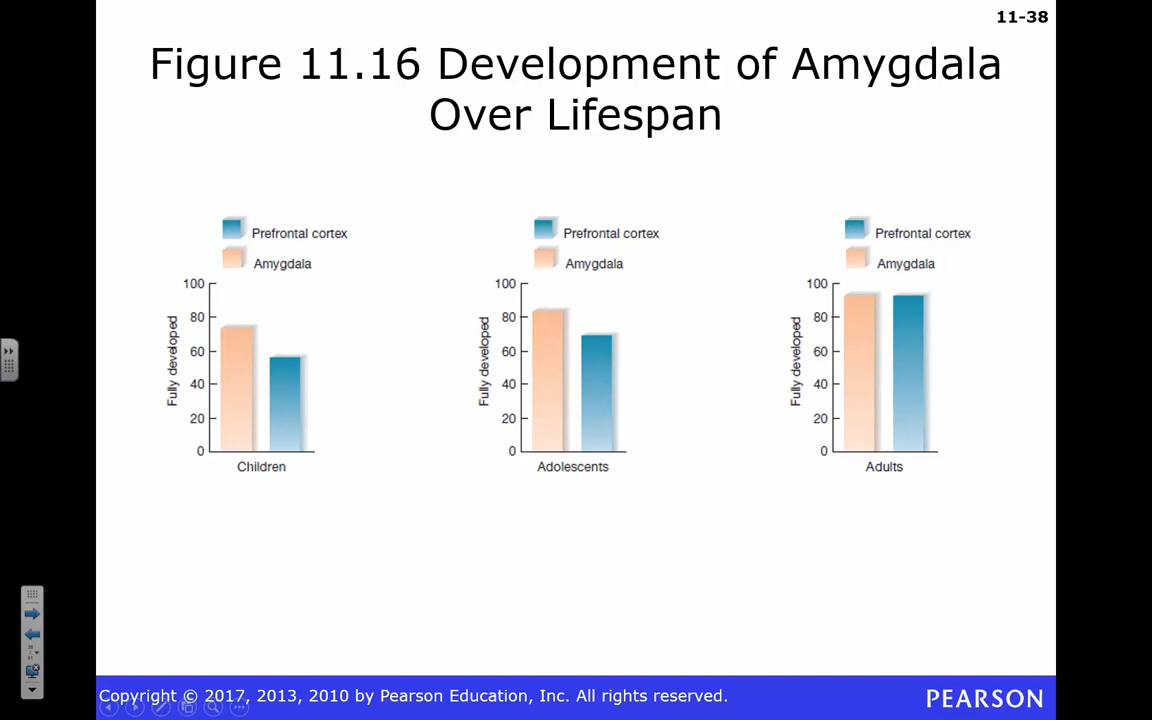 11-38
Figure 11.16 Development of Amygdala
Over Lifespan
Prefrontal cortex
Amygdala
100
80
60
40
20
0
Fully developed
Children
Prefrontal cortex
Amygdala
100
80
60
40
20
0
Fully developed
Adolescents
Prefrontal cortex
Amygdala
100
80
60
40
20
0
Fully developed
Adults
Copyright © 2017, 2013, 2010 by Pearson Education, Inc. All rights reserved.
PEARSON